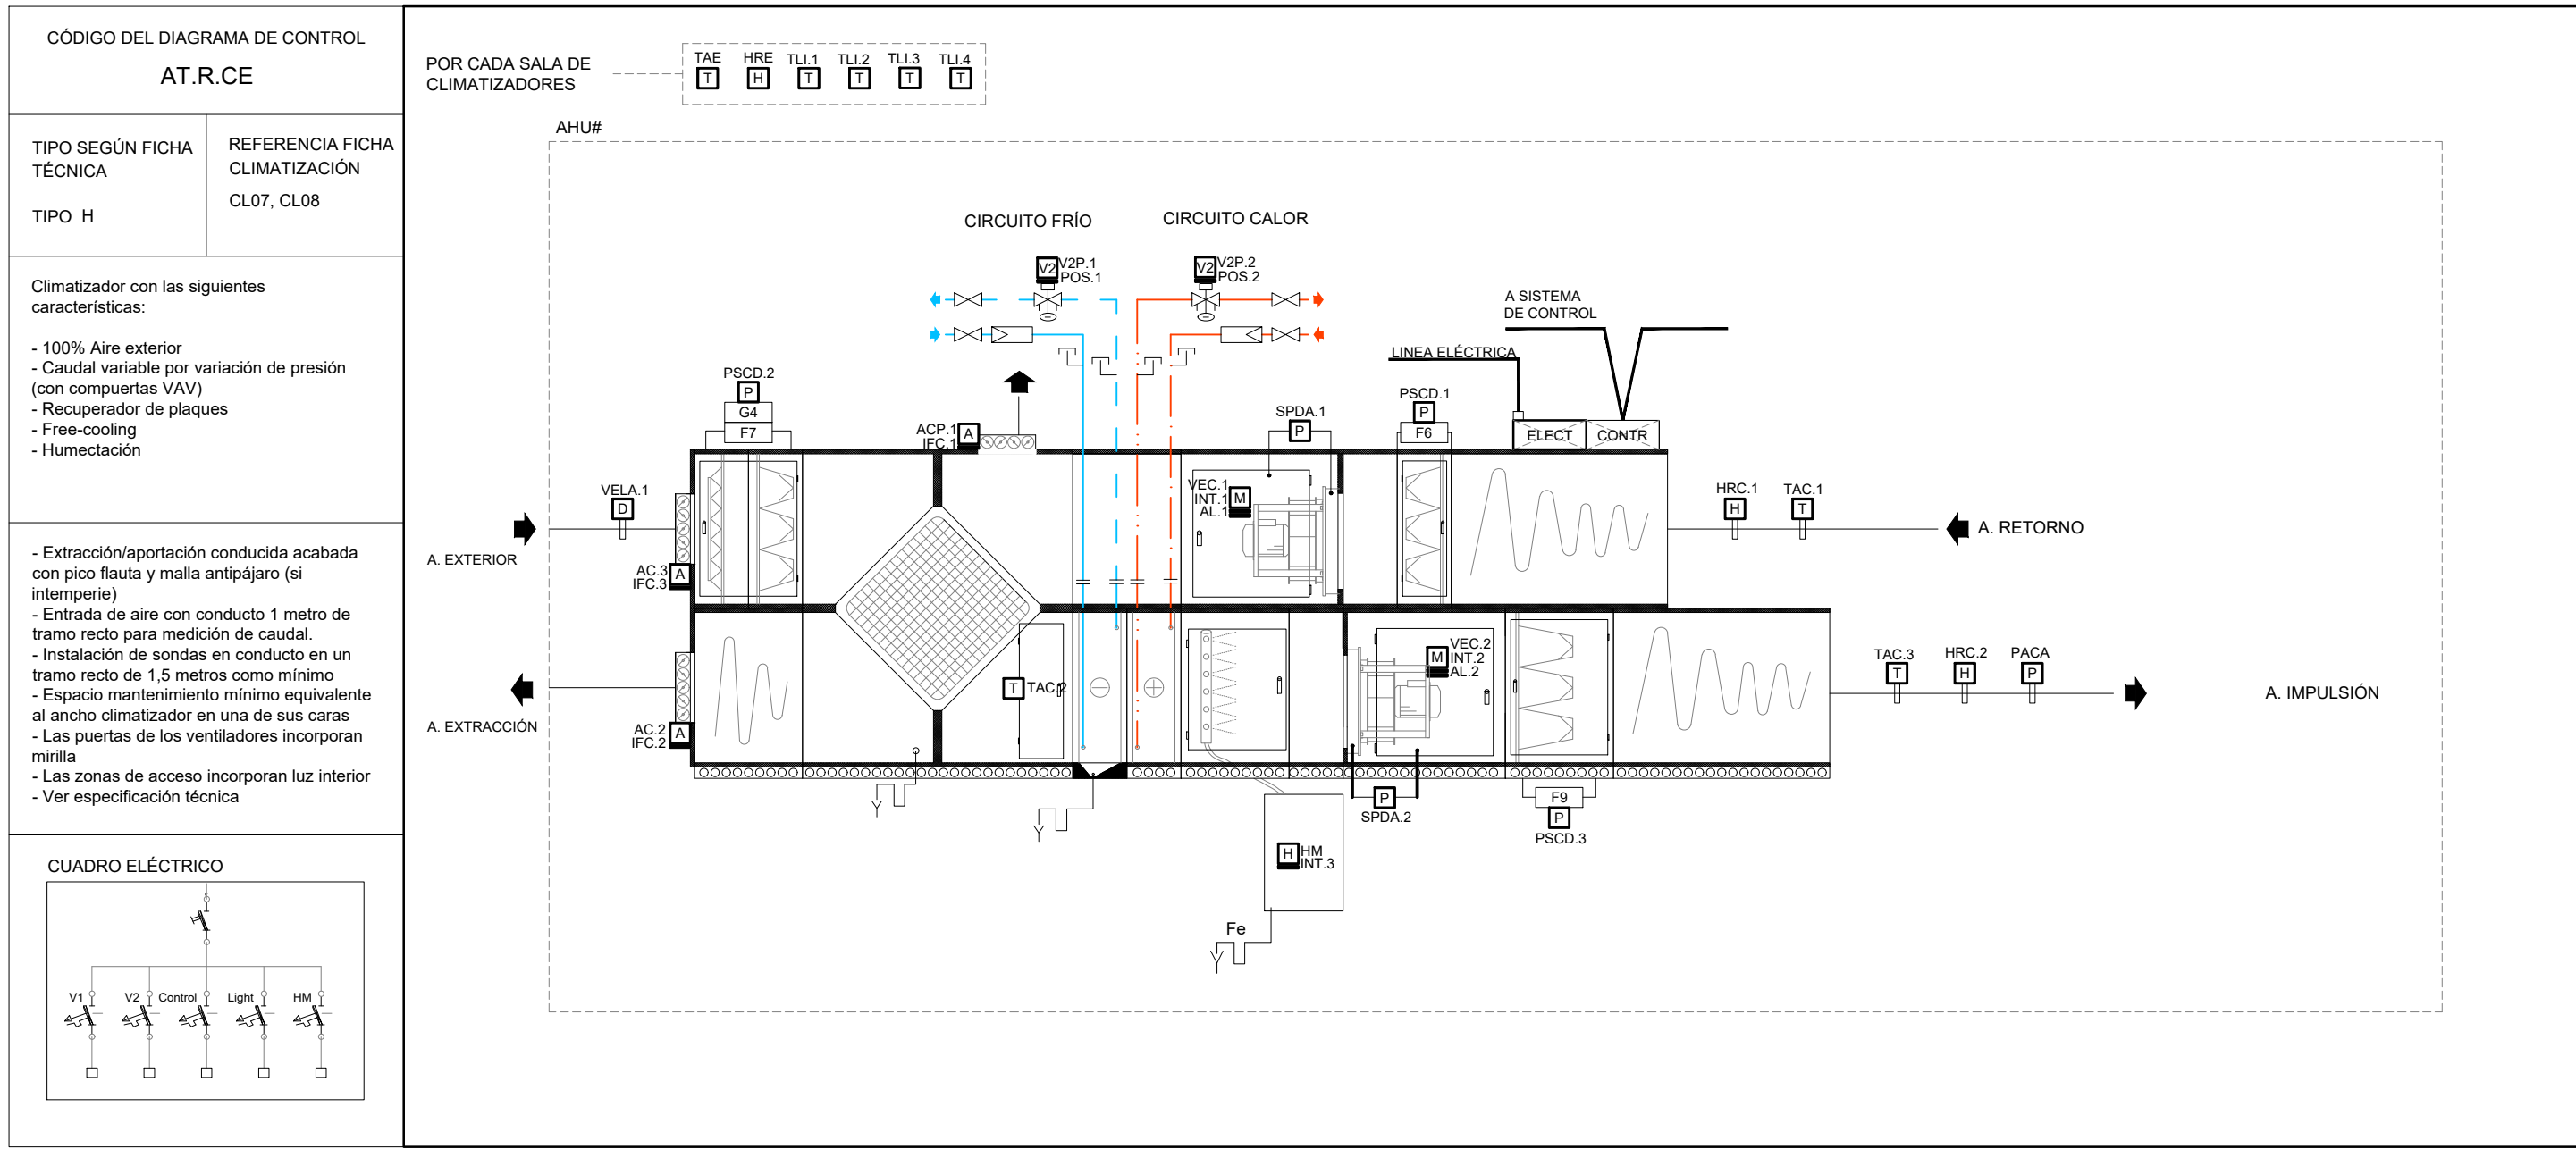 CÓDIGO DEL DIAGRAMA DE CONTROL
AT.R.CE
TIPO SEGÚN FICHA
TÉCNICA
TIPO H
REFERENCIA FICHA
CLIMATIZACIÓN
CL07, CL08
Climatizador con las siguientes
características:
- 100% Aire exterior
- Caudal variable por variación de presión
(con compuertas VAV)
- Recuperador de plaques
- Free-cooling
- Humectación
- Extracción/aportación conducida acabada
con pico flauta y malla antipájaro (si
intemperie)
- Entrada de aire con conducto 1 metro de
tramo recto para medición de caudal.
- Instalación de sondas en conducto en un
tramo recto de 1,5 metros como mínimo
- Espacio mantenimiento mínimo equivalente
al ancho climatizador en una de sus caras
- Las puertas de los ventiladores incorporan
mirilla
- Las zonas de acceso incorporan luz interior
- Ver especificación técnica
CUADRO ELÉCTRICO
V1
V2
Control
Light
HM
POR CADA SALA DE
CLIMATIZADORES
TAE HRE TLI.1 TLI.2 TLI.3 TLI.4
T H T T T T
AHU#
CIRCUITO FRÍO
CIRCUITO CALOR
V2 V2P.1
POS.1
V2 V2P.2
POS.2
A SISTEMA
DE CONTROL
LINEA ELÉCTRICA
PSCD.2
P
G4
F7
ACP.1
IFC.1
A
SPDA.1
P
PSCD.1
P
F6
ELECT
CONTR
VELA.1
D
A. EXTERIOR
AC.3
IFC.3
A
VEC.1
INT.1
AL.1
M
HRC.1
H
TAC.1
T
A. RETORNO
A. EXTRACCIÓN
AC.2
IFC.2
A
T TAC.2
M
VEC.2
INT.2
AL.2
TAC.3
T
HRC.2
H
PACA
P
A. IMPULSIÓN
P
SPDA.2
F9
P
PSCD.3
H
HM
INT.3
Fe